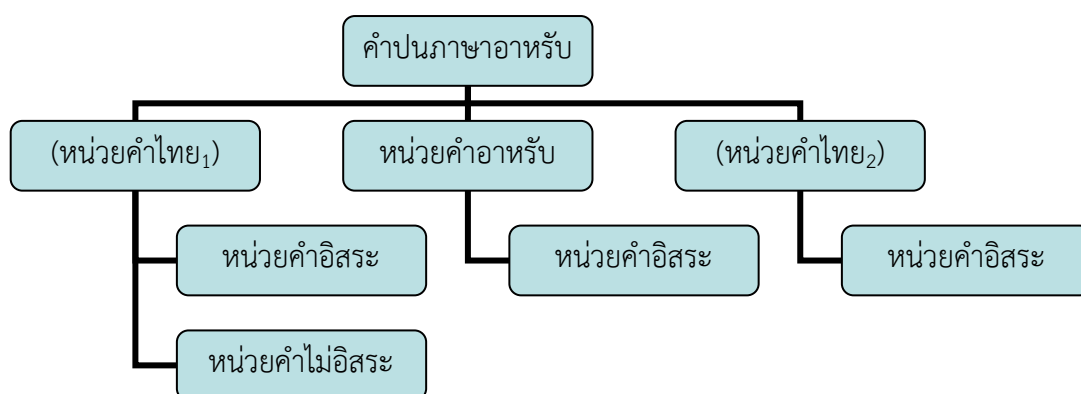 คำปนภาษาอาหรับ
(หน่วยคำไทย₁)
หน่วยคำอาหรับ
(หน่วยคำไทย₂)
หน่วยคำอิสระ
หน่วยคำอิสระ
หน่วยคำอิสระ
หน่วยคำไม่อิสระ